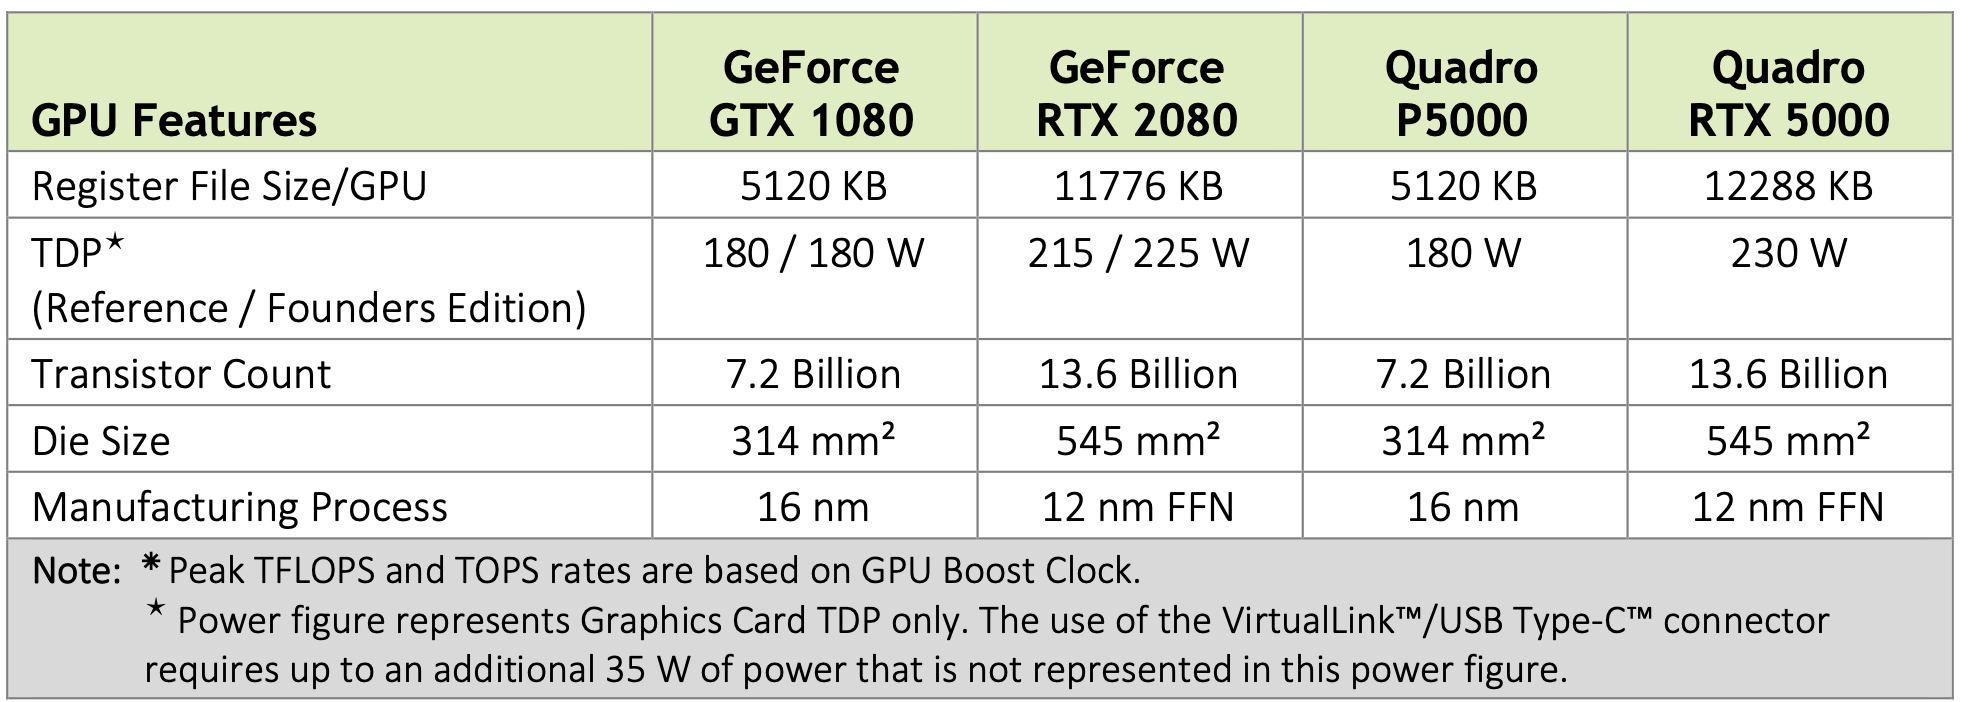 GPU Features GeForce GTX 1080 GeForce RTX 2080 Quadro P5000 Quadro RTX 5000
Register File Size/GPU 5120 KB 11776 KB 5120 KB 12288 KB
TDP★ 180 / 180 W 215 / 225 W 180 W 230 W
(Reference / Founders Edition)
Transistor Count 7.2 Billion 13.6 Billion 7.2 Billion 13.6 Billion
Die Size 314 mm² 545 mm² 314 mm² 545 mm²
Manufacturing Process 16 nm 12 nm FFN 16 nm 12 nm FFN
Note: * Peak TFLOPS and TOPS rates are based on GPU Boost Clock.
★ Power figure represents Graphics Card TDP only. The use of the VirtualLink™/USB Type-C™ connector
requires up to an additional 35 W of power that is not represented in this power figure.